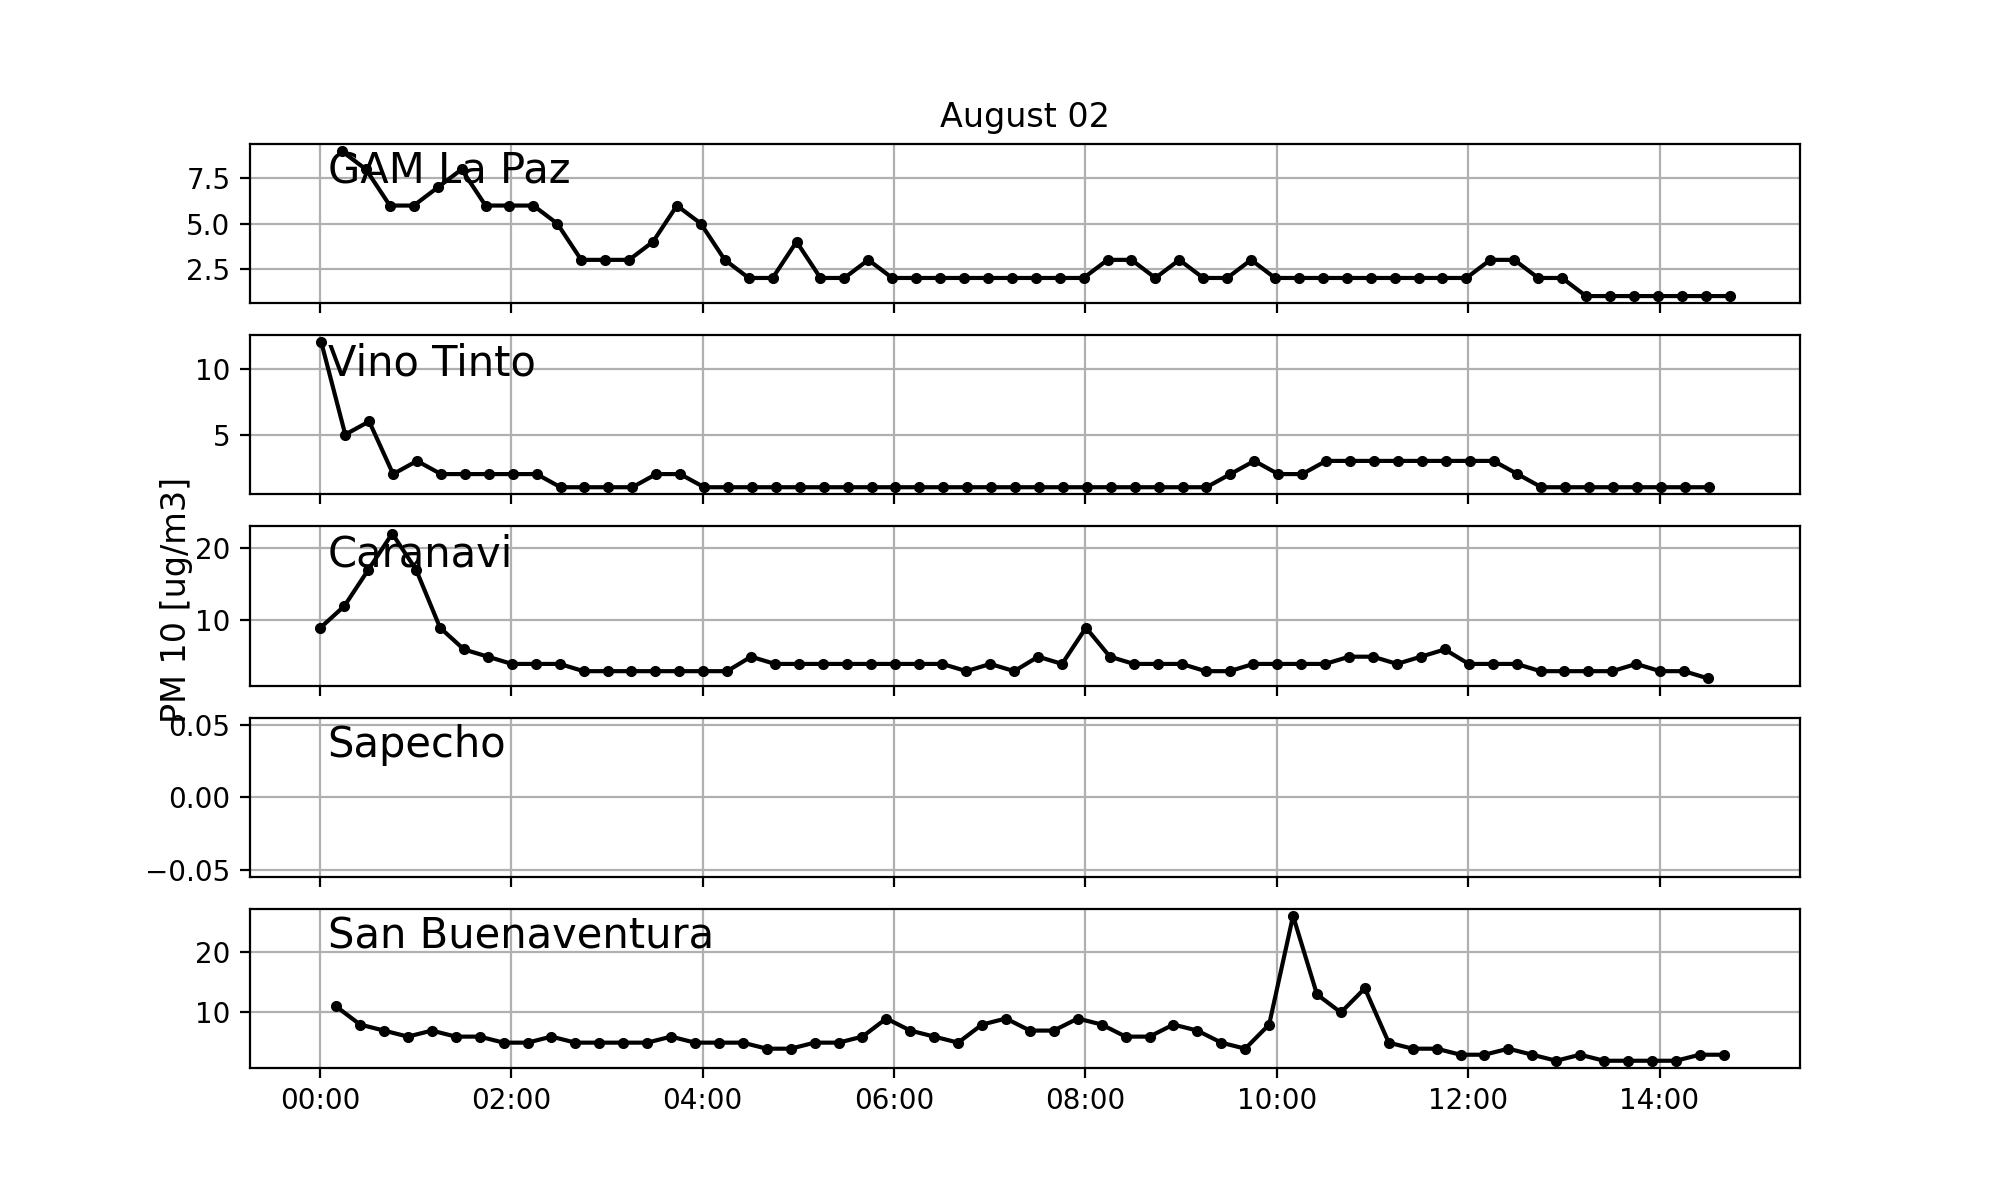 August 02
GAM La Paz
7.5
5.0
2.5
Vino Tinto
10
5
PM 10 [ug/m3]
Caranavi
20
10
Sapecho
0.05
0.00
−0.05
San Buenaventura
20
10
00:00 02:00 04:00 06:00 08:00 10:00 12:00 14:00